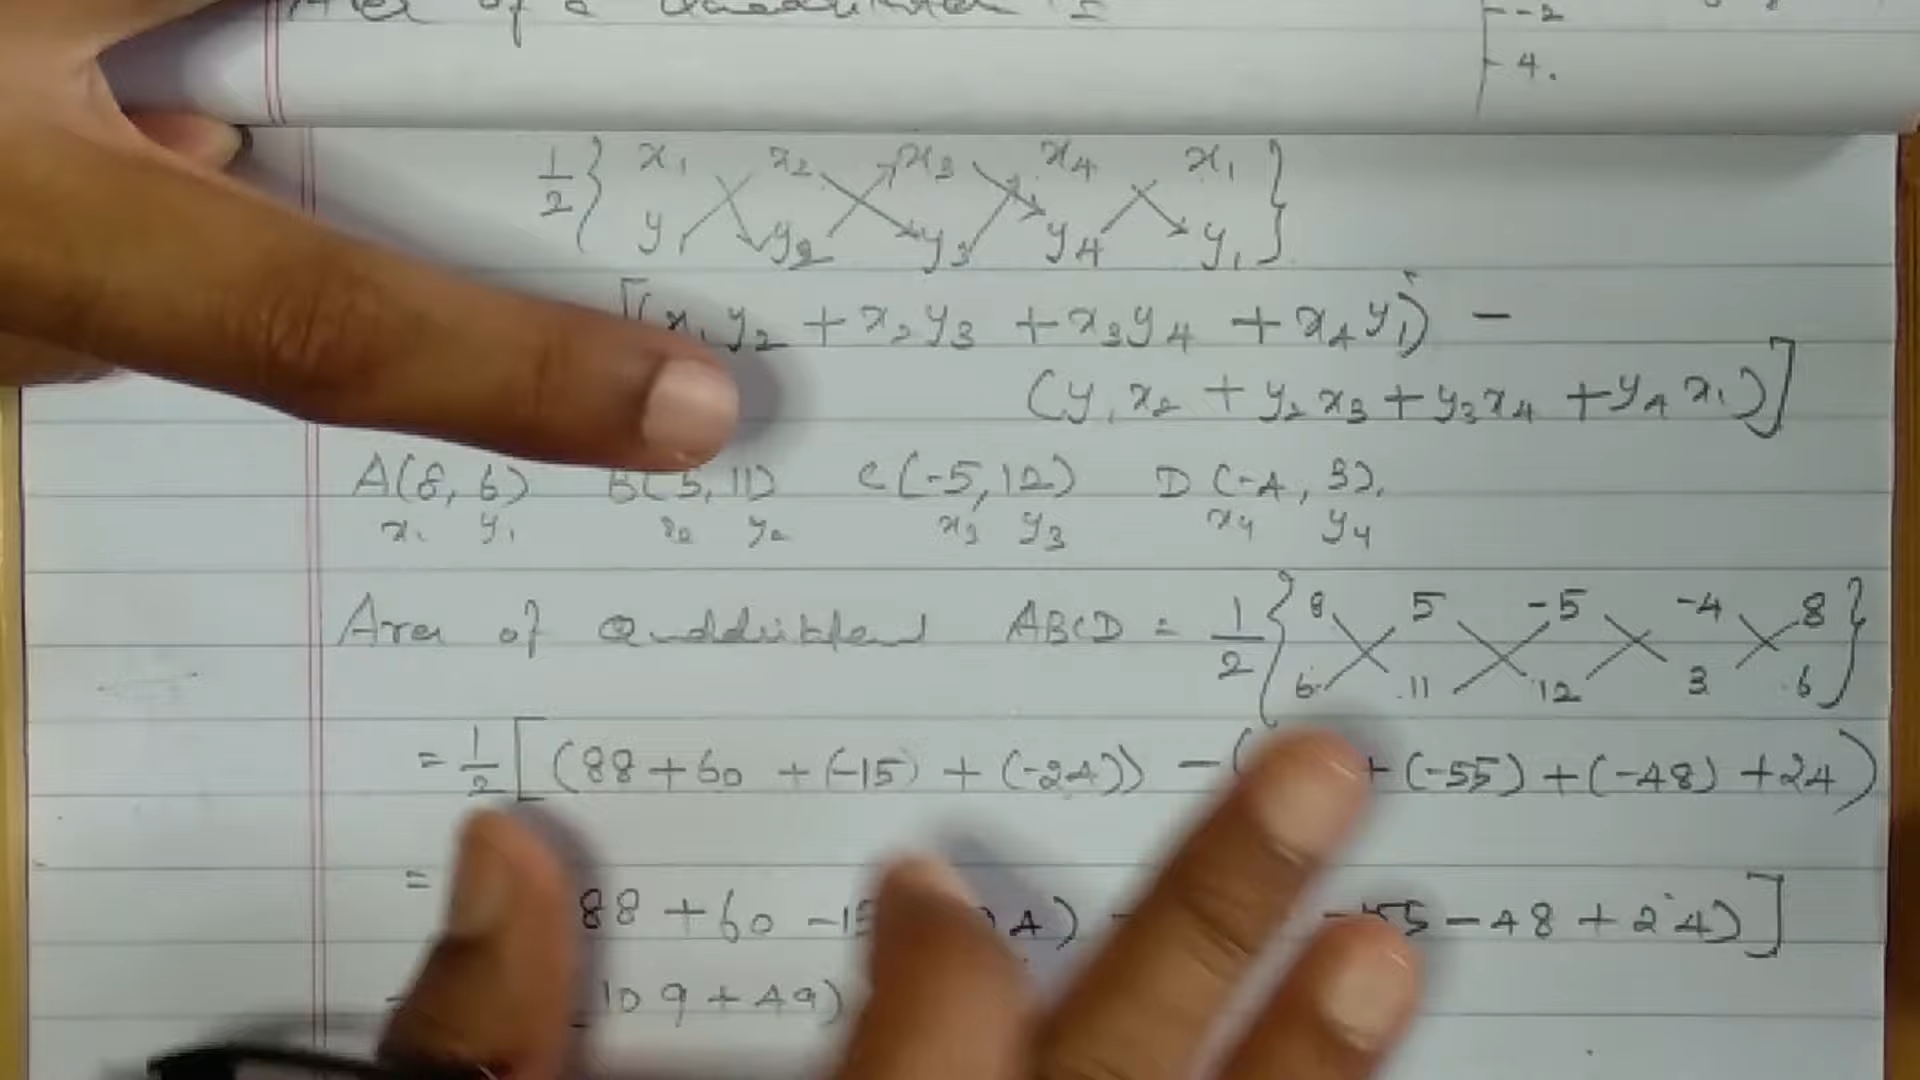 of a
--2
4.
1/2 { x₁ x₂ x₃ x₄ x₁
y₁ y₂ y₃ y₄ y₁ }
[(x₁y₂ + x₂y₃ + x₃y₄ + x₄y₁) -
(y₁x₂ + y₂x₃ + y₃x₄ + y₄x₁)]
A(8, 6) B(5, 11) C(-5, 12) D(-4, 3),
x₁ y₁ x₂ y₂ x₃ y₃ x₄ y₄
Area of ABCD = 1/2 { 8 5 -5 -4 8
6 11 12 3 6 }
= 1/2 [(88 + 60 + (-15) + (-24)) - ( + (-55) + (-48) + 24)
= 88 + 60 - 15 4) - 55 - 48 + 24)]
109 + 49)